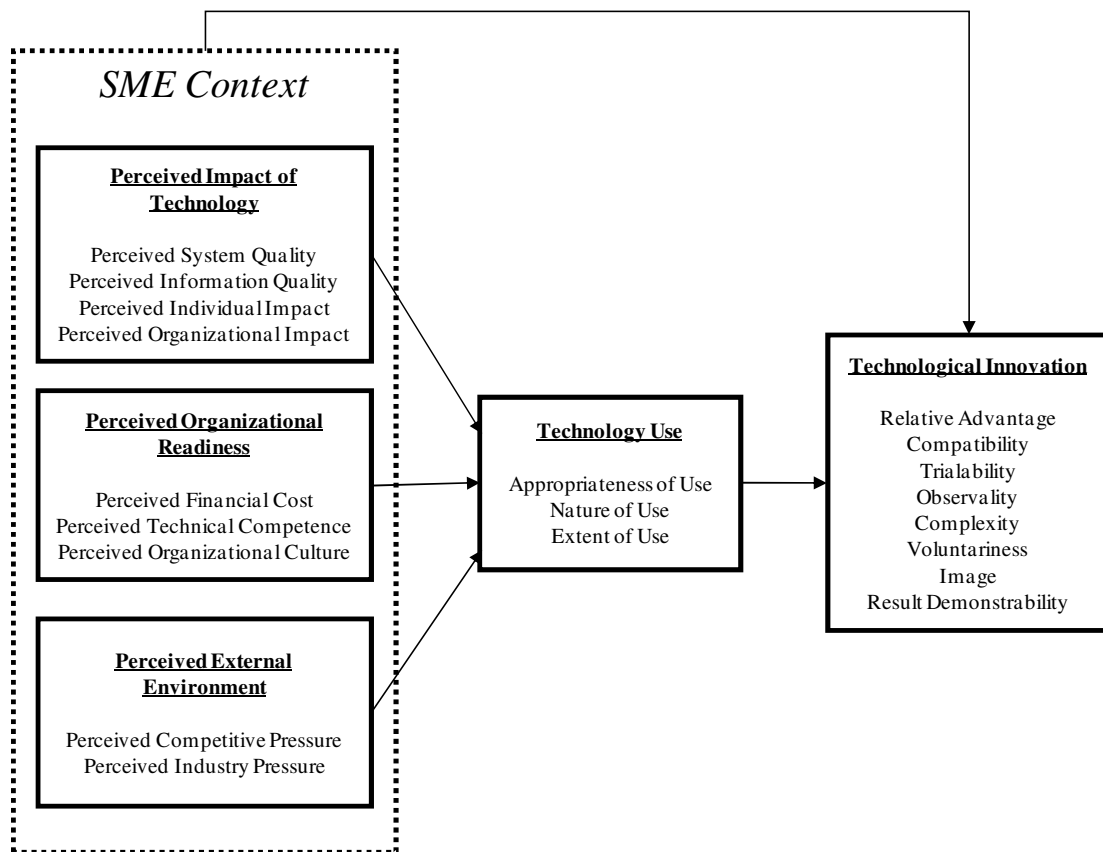 SME Context
Perceived Impact of
Technology
Perceived System Quality
Perceived Information Quality
Perceived Individual Impact
Perceived Organizational Impact
Perceived Organizational
Readiness
Perceived Financial Cost
Perceived Technical Competence
Perceived Organizational Culture
Perceived External
Environment
Perceived Competitive Pressure
Perceived Industry Pressure
Technology Use
Appropriateness of Use
Nature of Use
Extent of Use
Technological Innovation
Relative Advantage
Compatibility
Trialability
Observality
Complexity
Voluntariness
Image
Result Demonstrability